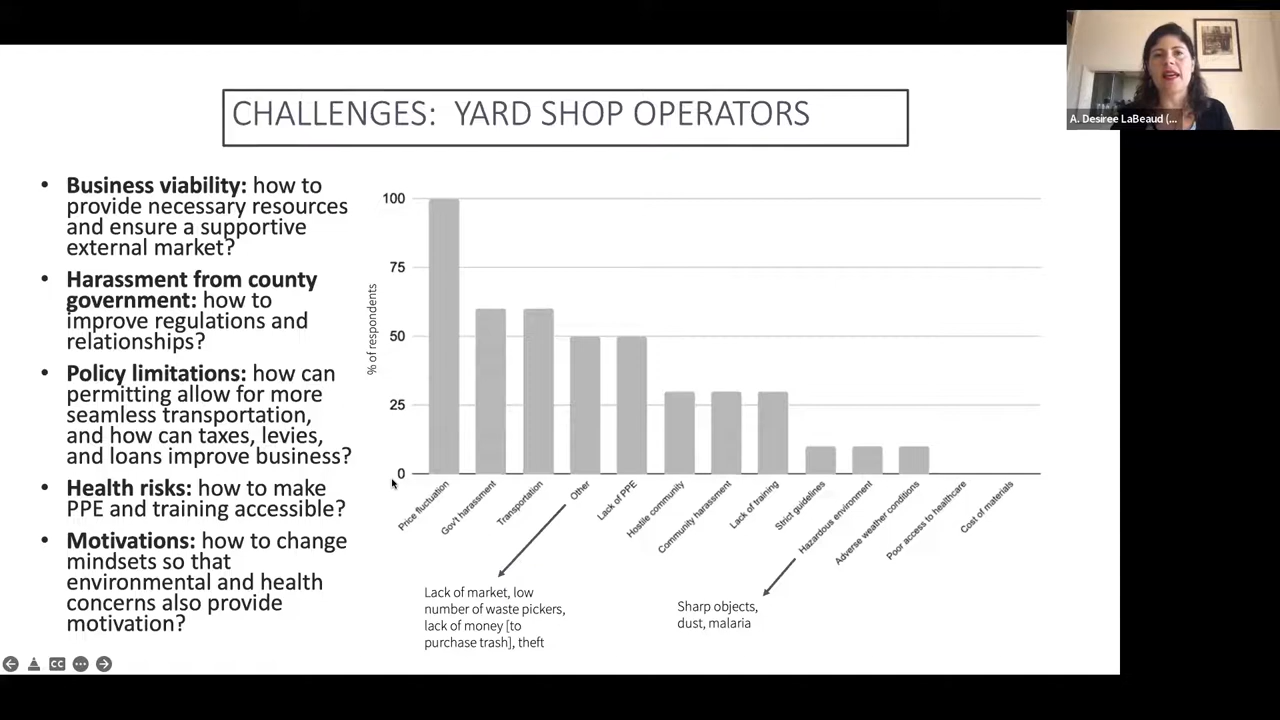 A. Desiree LaBeaud (...
CHALLENGES: YARD SHOP OPERATORS
• Business viability: how to
provide necessary resources
and ensure a supportive
external market?
• Harassment from county
government: how to
improve regulations and
relationships?
• Policy limitations: how can
permitting allow for more
seamless transportation,
and how can taxes, levies,
and loans improve business?
• Health risks: how to make
PPE and training accessible?
• Motivations: how to change
mindsets so that
environmental and health
concerns also provide
motivation?
% of respondents
100
75
50
25
0
Price fluctuation
Gov't harassment
Transportation
Other
Lack of PPE
Hostile community
Community harassment
Lack of training
Strict guidelines
Hazardous environment
Adverse weather conditions
Poor access to healthcare
Cost of materials
Lack of market, low
number of waste pickers,
lack of money [to
purchase trash], theft
Sharp objects,
dust, malaria
CC